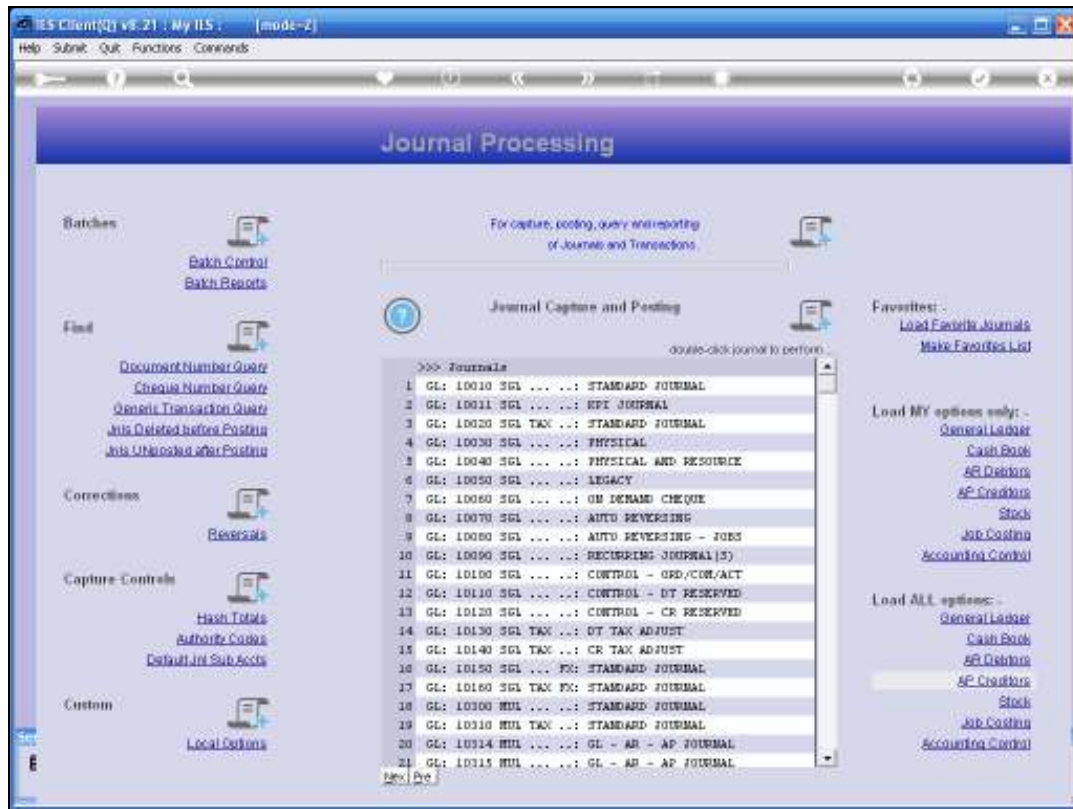 IES Client(Q) v8.21 : My IES : [mode-Z]
Help Submit Quit Functions Commands
Journal Processing
Batches
Batch Control
Batch Reports
Find
Document Number Query
Cheque Number Query
Generic Transaction Query
Jnls Deleted before Posting
Jnls UNposted after Posting
Corrections
Reversals
Capture Controls
Hash Totals
Authority Codes
Default Jnl Sub Accts
Custom
Local Options
For capture, posting, query and reporting
of Journals and Transactions
Journal Capture and Posting
double-click journal to perform ..
>>> Journals
1 GL: 10010 SGL ... ..: STANDARD JOURNAL
2 GL: 10011 SGL ... ..: KPI JOURNAL
3 GL: 10020 SGL TAX ..: STANDARD JOURNAL
4 GL: 10030 SGL ... ..: PHYSICAL
5 GL: 10040 SGL ... ..: PHYSICAL AND RESOURCE
6 GL: 10050 SGL ... ..: LEGACY
7 GL: 10060 SGL ... ..: ON DEMAND CHEQUE
8 GL: 10070 SGL ... ..: AUTO REVERSING
9 GL: 10080 SGL ... ..: AUTO REVERSING - JOBS
10 GL: 10090 SGL ... ..: RECURRING JOURNAL(S)
11 GL: 10100 SGL ... ..: CONTROL - ORD/COM/ACT
12 GL: 10110 SGL ... ..: CONTROL - DT RESERVED
13 GL: 10120 SGL ... ..: CONTROL - CR RESERVED
14 GL: 10130 SGL TAX ..: DT TAX ADJUST
15 GL: 10140 SGL TAX ..: CR TAX ADJUST
16 GL: 10150 SGL ... FX: STANDARD JOURNAL
17 GL: 10160 SGL TAX FX: STANDARD JOURNAL
18 GL: 10300 MUL ... ..: STANDARD JOURNAL
19 GL: 10310 MUL TAX ..: STANDARD JOURNAL
20 GL: 10314 MUL ... ..: GL - AR - AP JOURNAL
21 GL: 10315 MUL ... ..: GL - AR - AP JOURNAL
Nex Pre
Favorites: .
Load Favorite Journals
Make Favorites List
Load MY options only: .
General Ledger
Cash Book
AR Debtors
AP Creditors
Stock
Job Costing
Accounting Control
Load ALL options: .
General Ledger
Cash Book
AR Debtors
AP Creditors
Stock
Job Costing
Accounting Control